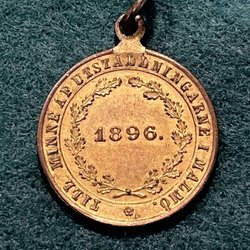 TILL MINNE AF UTSTÄLLNINGARNE I MALMÖ.
1896.